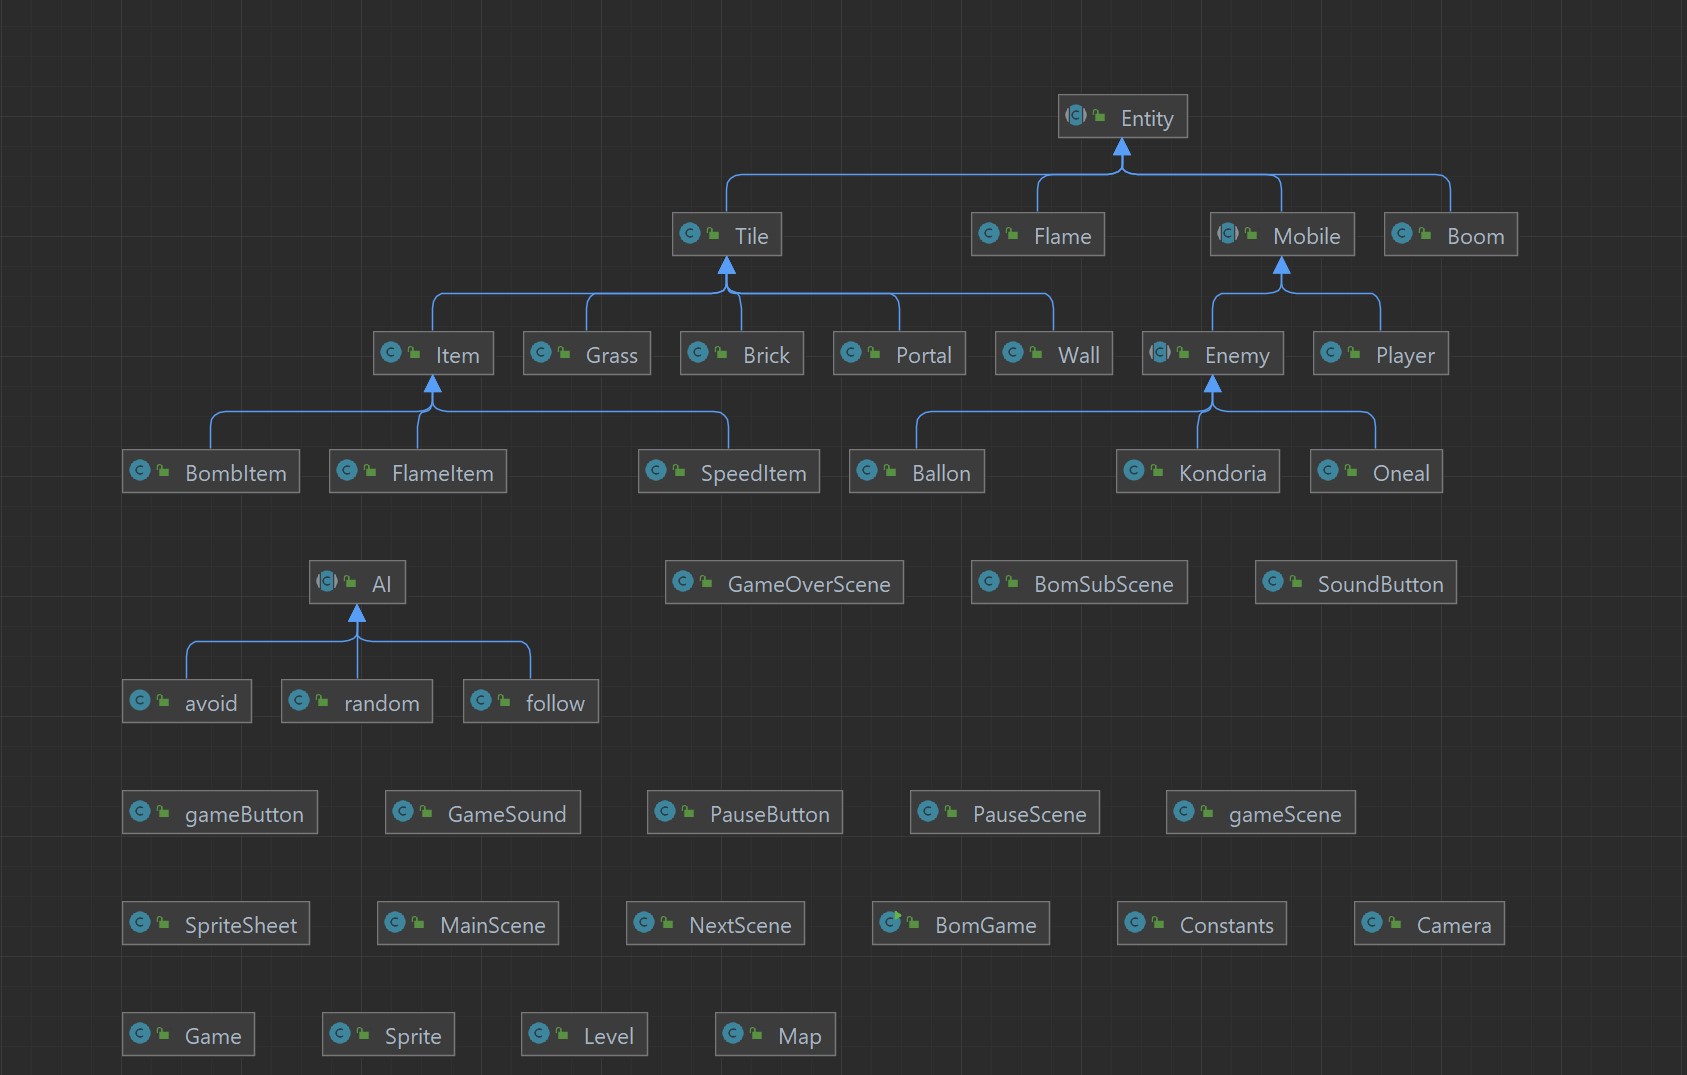 Entity
Tile Flame Mobile Boom
Item Grass Brick Portal Wall Enemy Player
BombItem FlameItem SpeedItem Ballon Kondoria Oneal
AI GameOverScene BomSubScene SoundButton
avoid random follow
gameButton GameSound PauseButton PauseScene gameScene
SpriteSheet MainScene NextScene BomGame Constants Camera
Game Sprite Level Map